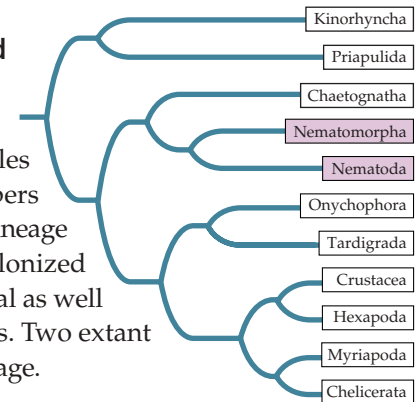 d
les
bers
neage
lonized
al as well
s. Two extant
age.
Kinorhyncha
Priapulida
Chaetognatha
Nematomorpha
Nematoda
Onychophora
Tardigrada
Crustacea
Hexapoda
Myriapoda
Chelicerata